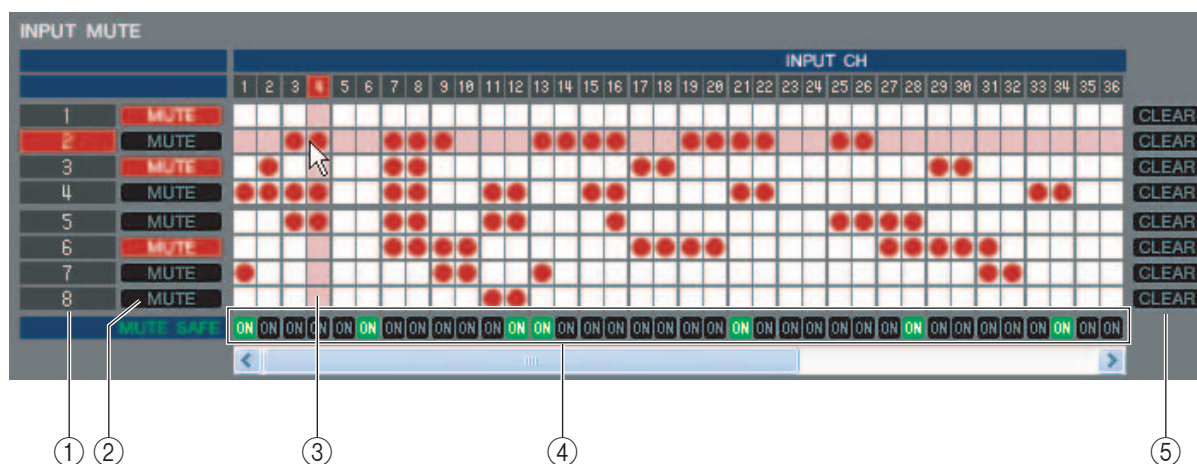 INPUT MUTE
INPUT CH
1 2 3 4 5 6 7 8 9 10 11 12 13 14 15 16 17 18 19 20 21 22 23 24 25 26 27 28 29 30 31 32 33 34 35 36
1 MUTE CLEAR
2 MUTE CLEAR
3 MUTE CLEAR
4 MUTE CLEAR
5 MUTE CLEAR
6 MUTE CLEAR
7 MUTE CLEAR
8 MUTE CLEAR
MUTE SAFE ON ON ON ON ON ON ON ON ON ON ON ON ON ON ON ON ON ON ON ON ON ON ON ON ON ON ON ON ON ON ON ON ON ON ON ON
① ② ③ ④ ⑤